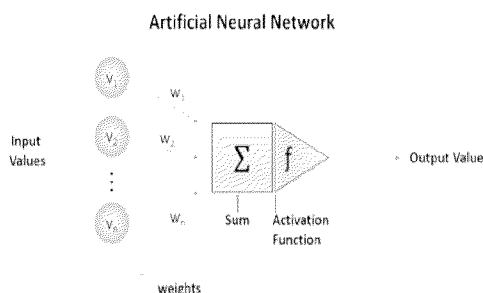 Artificial Neural Network
V1
W1
Input
Values
V2
W2
Σ
f
Output Value
Vn
Wn
Sum
Activation
Function
weights